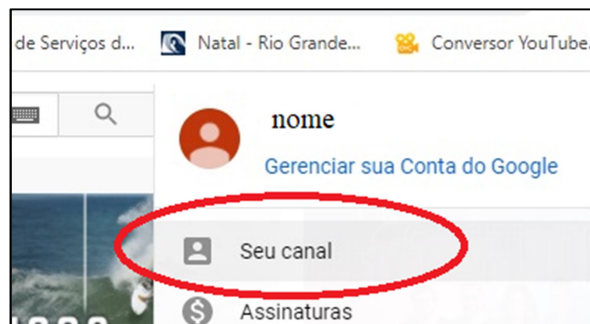 de Serviços d... Natal - Rio Grande... Conversor YouTube.
nome
Gerenciar sua Conta do Google
Seu canal
$ Assinaturas